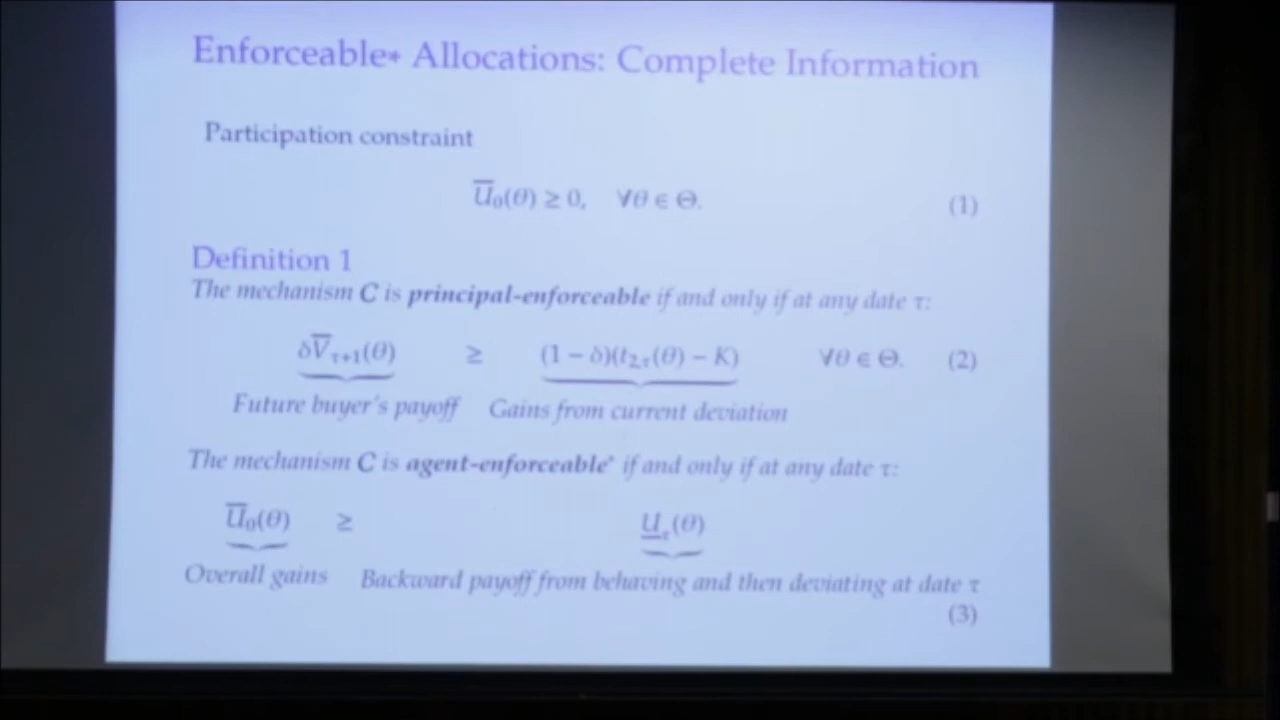 Enforceable* Allocations: Complete Information
Participation constraint
U̅₀(θ) ≥ 0, ∀θ ∈ Θ. (1)
Definition 1
The mechanism C is principal-enforceable if and only if at any date τ:
δV̅τ+1(θ) ≥ (1 − δ)(t₂,τ(θ) − K) ∀θ ∈ Θ. (2)
Future buyer's payoff Gains from current deviation
The mechanism C is agent-enforceable* if and only if at any date τ:
U̅₀(θ) ≥ U̲τ(θ)
Overall gains Backward payoff from behaving and then deviating at date τ
(3)